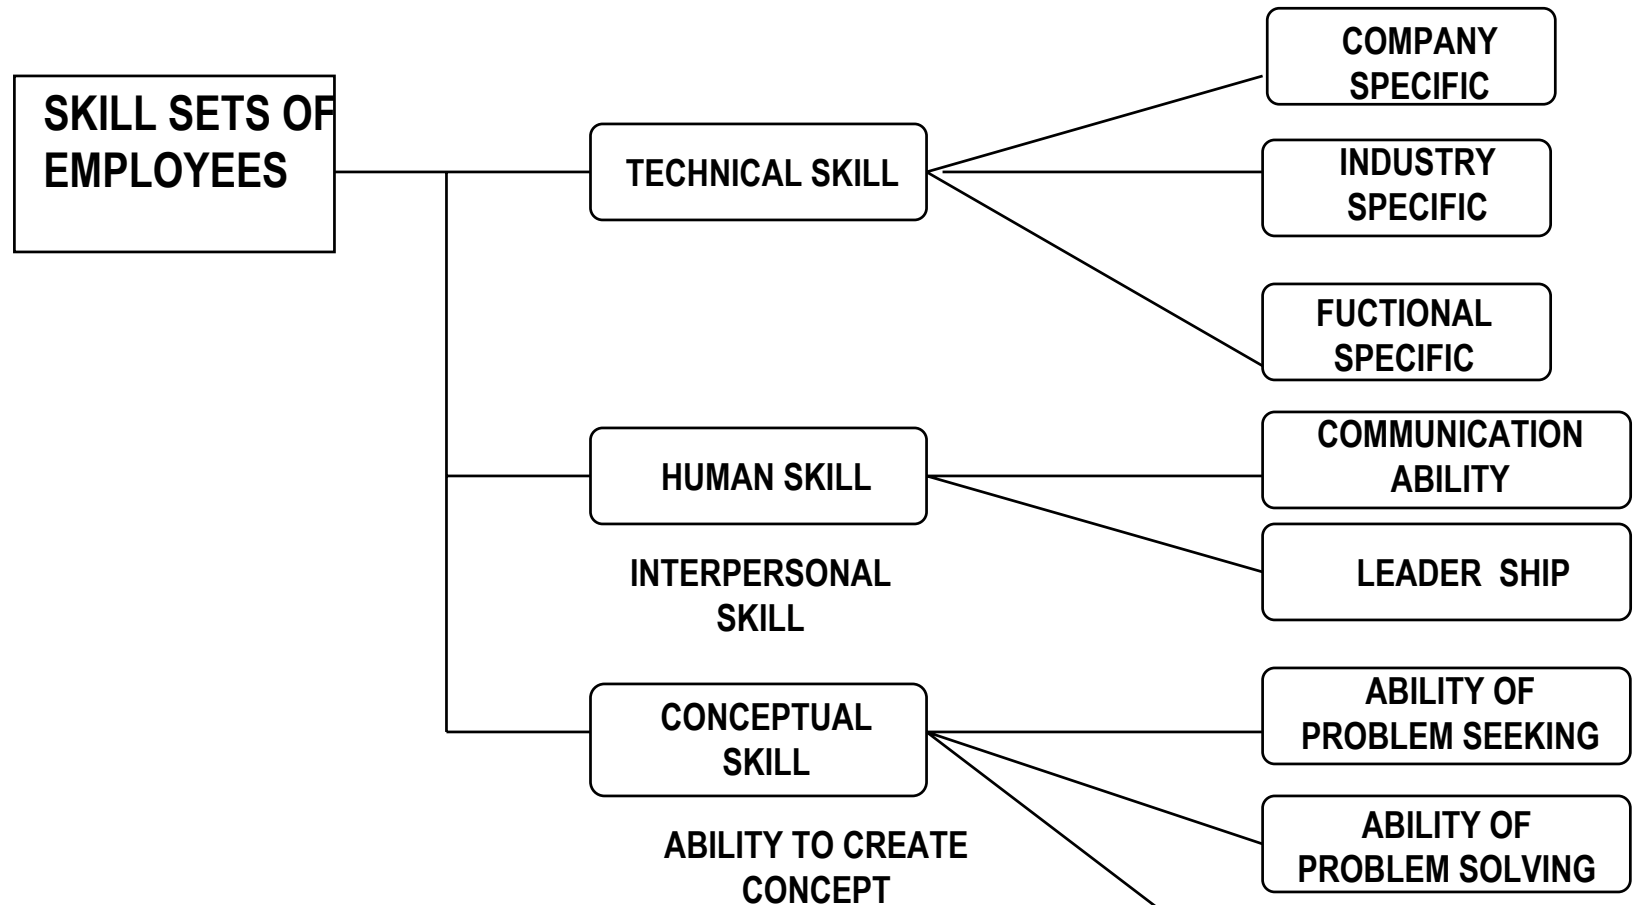 SKILL SETS OF
EMPLOYEES
TECHNICAL SKILL
COMPANY
SPECIFIC
INDUSTRY
SPECIFIC
FUCTIONAL
SPECIFIC
HUMAN SKILL
INTERPERSONAL
SKILL
COMMUNICATION
ABILITY
LEADER SHIP
CONCEPTUAL
SKILL
ABILITY TO CREATE
CONCEPT
ABILITY OF
PROBLEM SEEKING
ABILITY OF
PROBLEM SOLVING